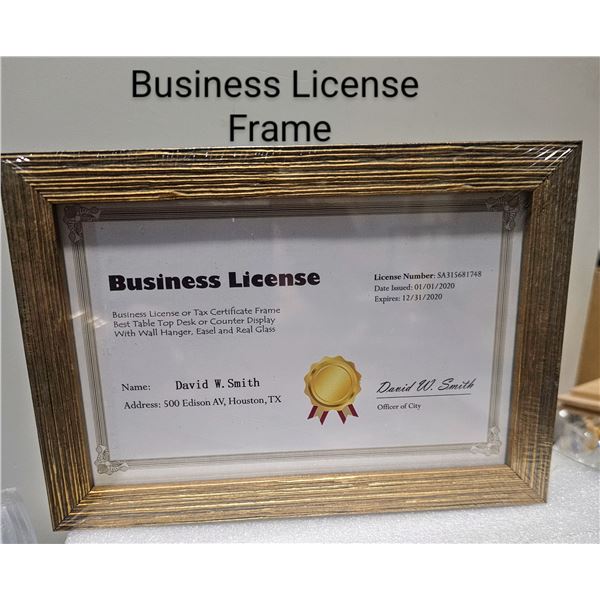 Business License
Frame
Business License
Business License or Tax Certificate Frame
Best Table Top Desk or Counter Display
With Wall Hanger, Easel and Real Glass
License Number: SA315681748
Date Issued: 01/01/2020
Expires: 12/31/2020
Name: David W. Smith
Address: 500 Edison AV, Houston, TX
David W. Smith
Officer of City